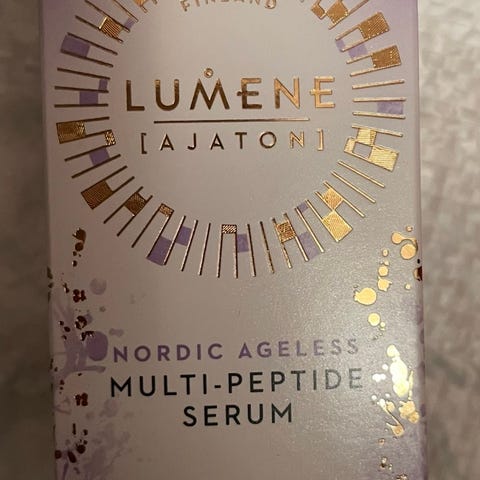 FINLAND
LUMENE
[AJATON]
NORDIC AGELESS
MULTI-PEPTIDE
SERUM